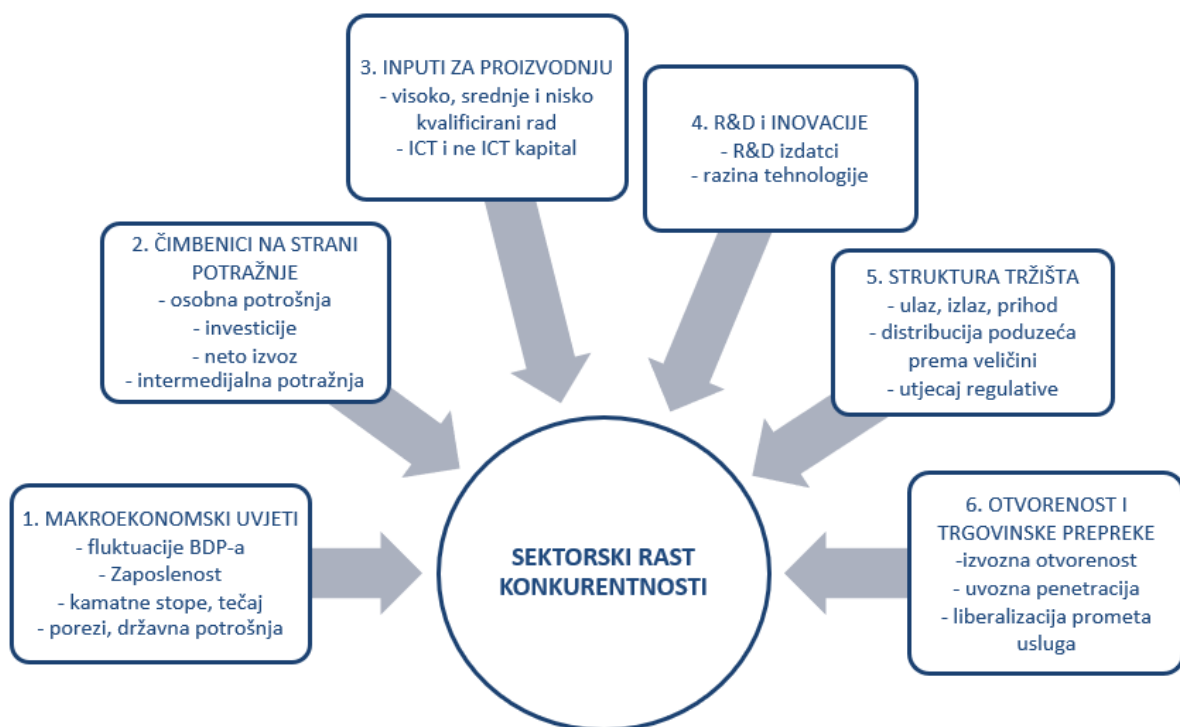 1. MAKROEKONOMSKI UVJETI
- fluktuacije BDP-a
- Zaposlenost
- kamatne stope, tečaj
- porezi, državna potrošnja
2. ČIMBENICI NA STRANI
POTRAŽNJE
- osobna potrošnja
- investicije
- neto izvoz
- intermedijalna potražnja
3. INPUTI ZA PROIZVODNJU
- visoko, srednje i nisko
kvalificirani rad
- ICT i ne ICT kapital
4. R&D i INOVACIJE
- R&D izdatci
- razina tehnologije
5. STRUKTURA TRŽIŠTA
- ulaz, izlaz, prihod
- distribucija poduzeća
prema veličini
- utjecaj regulative
6. OTVORENOST I
TRGOVINSKE PREPREKE
-izvozna otvorenost
- uvozna penetracija
- liberalizacija prometa
usluga
SEKTORSKI RAST
KONKURENTNOSTI